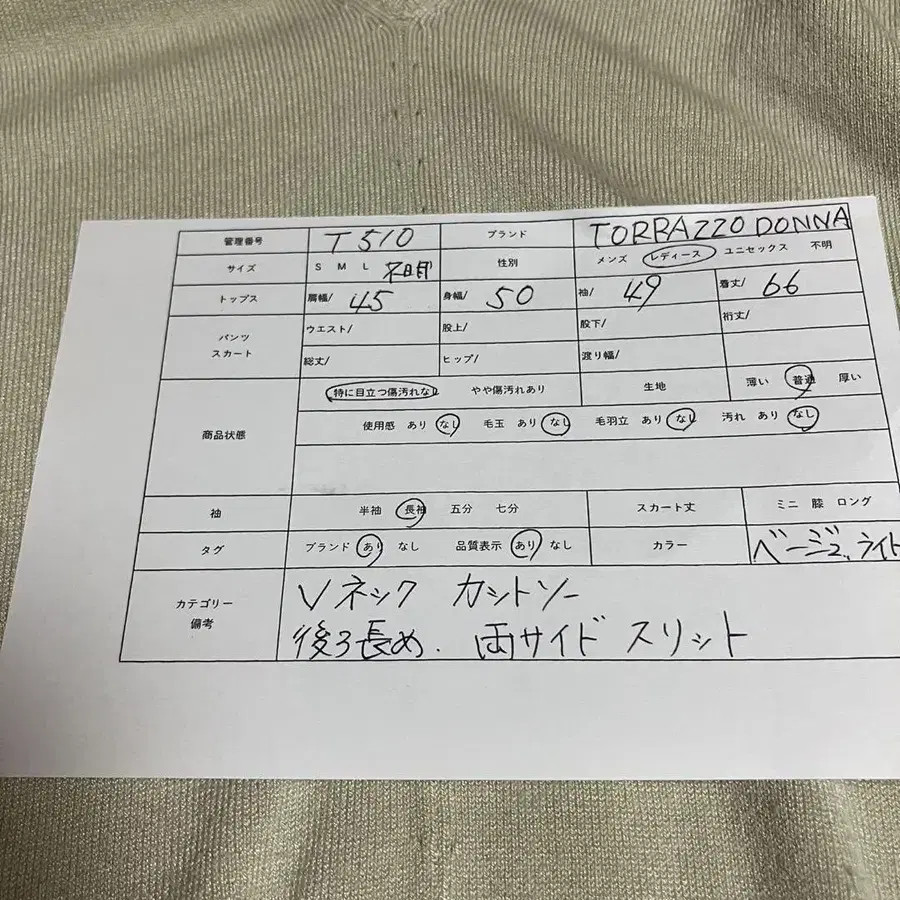 管理番号 T510 ブランド TORRAZZO DONNA
サイズ S M L 不明 性別 メンズ レディース ユニセックス 不明
トップス 肩幅/ 45 身幅/ 50 袖/ 49 着丈/ 66
パンツ スカート ウエスト/ 股上/ 股下/ 裄丈/
総丈/ ヒップ/ 渡り幅/
商品状態 特に目立つ傷汚れなし やや傷汚れあり 生地 薄い 普通 厚い
使用感 あり なし 毛玉 あり なし 毛羽立 あり なし 汚れ あり なし
袖 半袖 長袖 五分 七分 スカート丈 ミニ 膝 ロング
タグ ブランド あり なし 品質表示 あり なし カラー ベージュ、ライト
カテゴリー 備考 Vネック カットソー
後ろ長め. 両サイド スリット